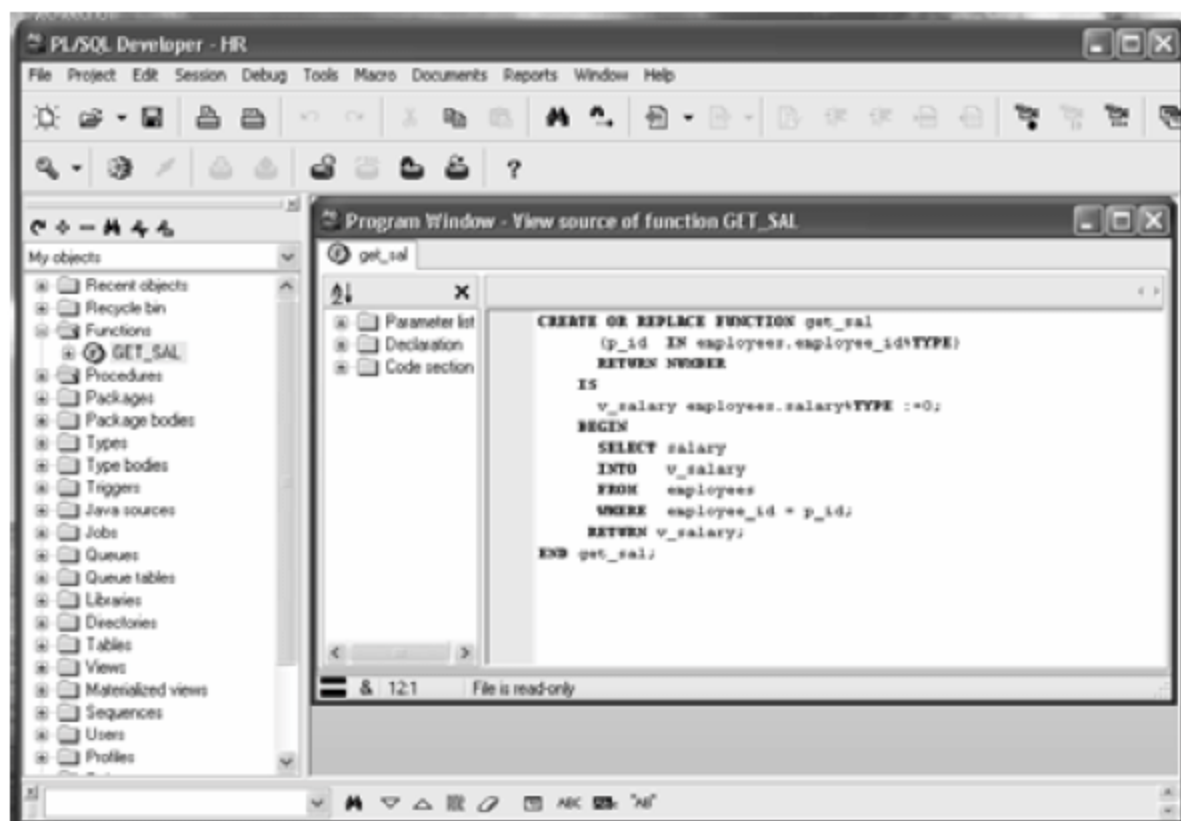 PL/SQL Developer - HR
File Project Edit Session Debug Tools Macro Documents Reports Window Help
?
My objects
Recent objects
Recycle bin
Functions
GET_SAL
Procedures
Packages
Package bodies
Types
Type bodies
Triggers
Java sources
Jobs
Queues
Queue tables
Libraries
Directories
Tables
Views
Materialized views
Sequences
Users
Profiles
Program Window - View source of function GET_SAL
get_sal
Parameter list
Declaration
Code section
CREATE OR REPLACE FUNCTION get_sal
(p_id IN employees.employee_id%TYPE)
RETURN NUMBER
IS
v_salary employees.salary%TYPE :=0;
BEGIN
SELECT salary
INTO v_salary
FROM employees
WHERE employee_id = p_id;
RETURN v_salary;
END get_sal;
& 12:1 File is read-only
ABC "AB"